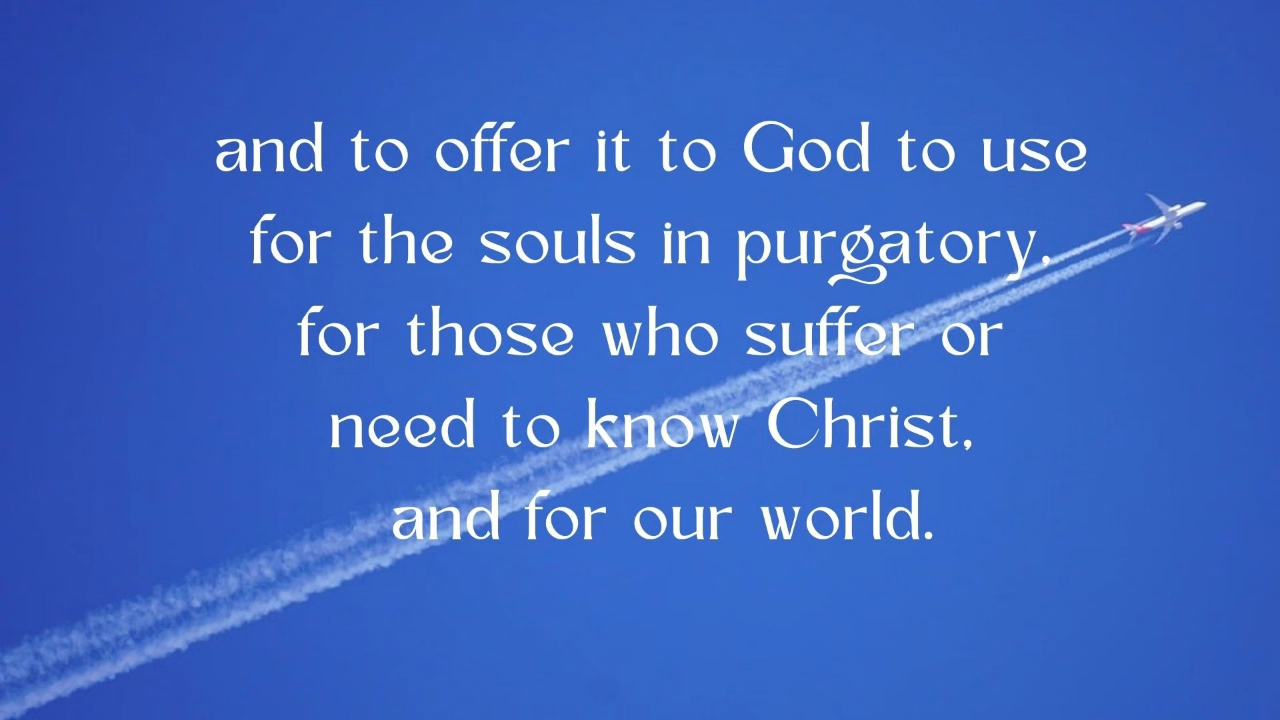 and to offer it to God to use
for the souls in purgatory,
for those who suffer or
need to know Christ,
and for our world.